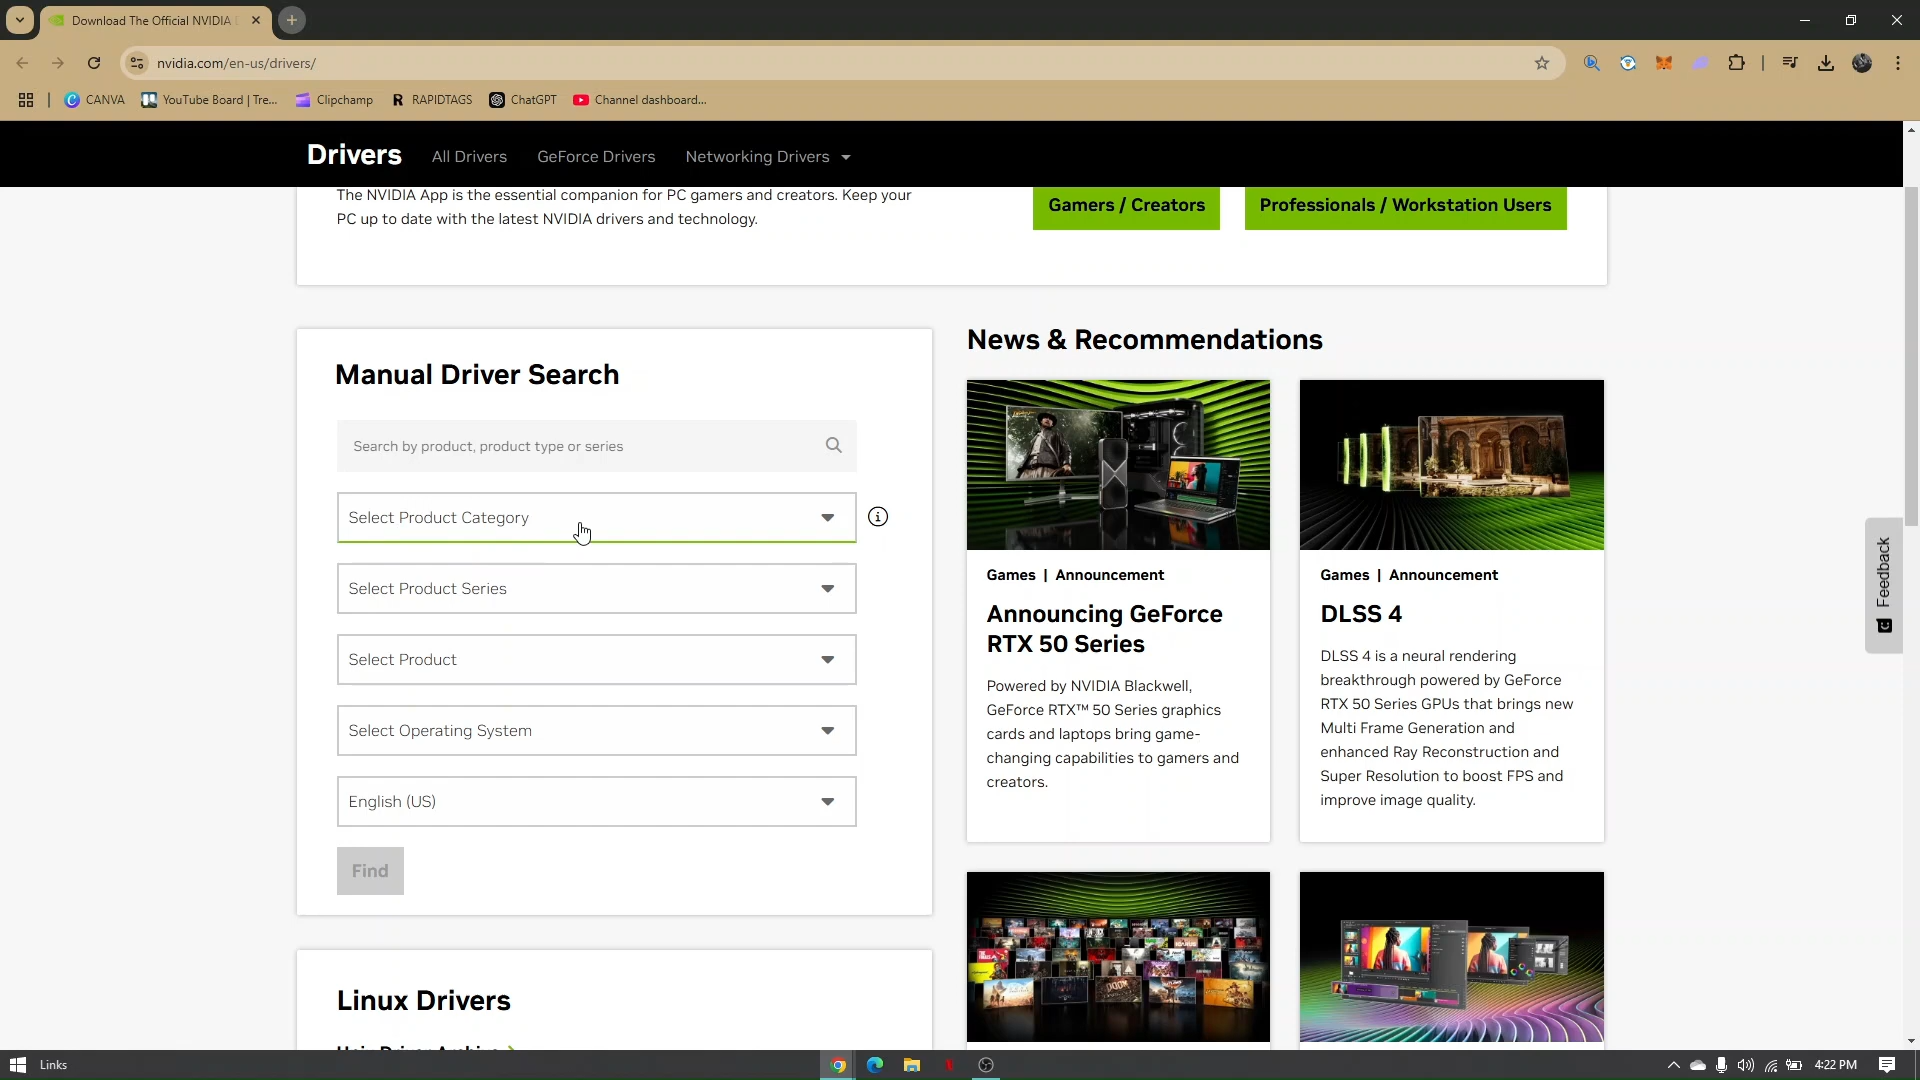 Download The Official NVIDIA
nvidia.com/en-us/drivers/
CANVA
YouTube Board | Tre...
Clipchamp
RAPIDTAGS
ChatGPT
Channel dashboard...
Drivers
All Drivers
GeForce Drivers
Networking Drivers
The NVIDIA App is the essential companion for PC gamers and creators. Keep your
PC up to date with the latest NVIDIA drivers and technology.
Gamers / Creators
Professionals / Workstation Users
Manual Driver Search
Search by product, product type or series
Select Product Category
Select Product Series
Select Product
Select Operating System
English (US)
Find
Linux Drivers
News & Recommendations
Games | Announcement
Announcing GeForce
RTX 50 Series
Powered by NVIDIA Blackwell,
GeForce RTX™ 50 Series graphics
cards and laptops bring game-
changing capabilities to gamers and
creators.
Games | Announcement
DLSS 4
DLSS 4 is a neural rendering
breakthrough powered by GeForce
RTX 50 Series GPUs that brings new
Multi Frame Generation and
enhanced Ray Reconstruction and
Super Resolution to boost FPS and
improve image quality.
Feedback
Links
4:22 PM